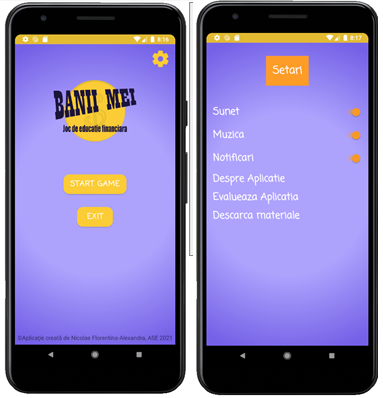 8:16
BANII MEI
Joc de educatie financiara
START GAME
EXIT
©Aplicație creată de Nicolae Florentina-Alexandra, ASE 2021
8:17
Setari
Sunet
Muzica
Notificari
Despre Aplicatie
Evalueaza Aplicatia
Descarca materiale